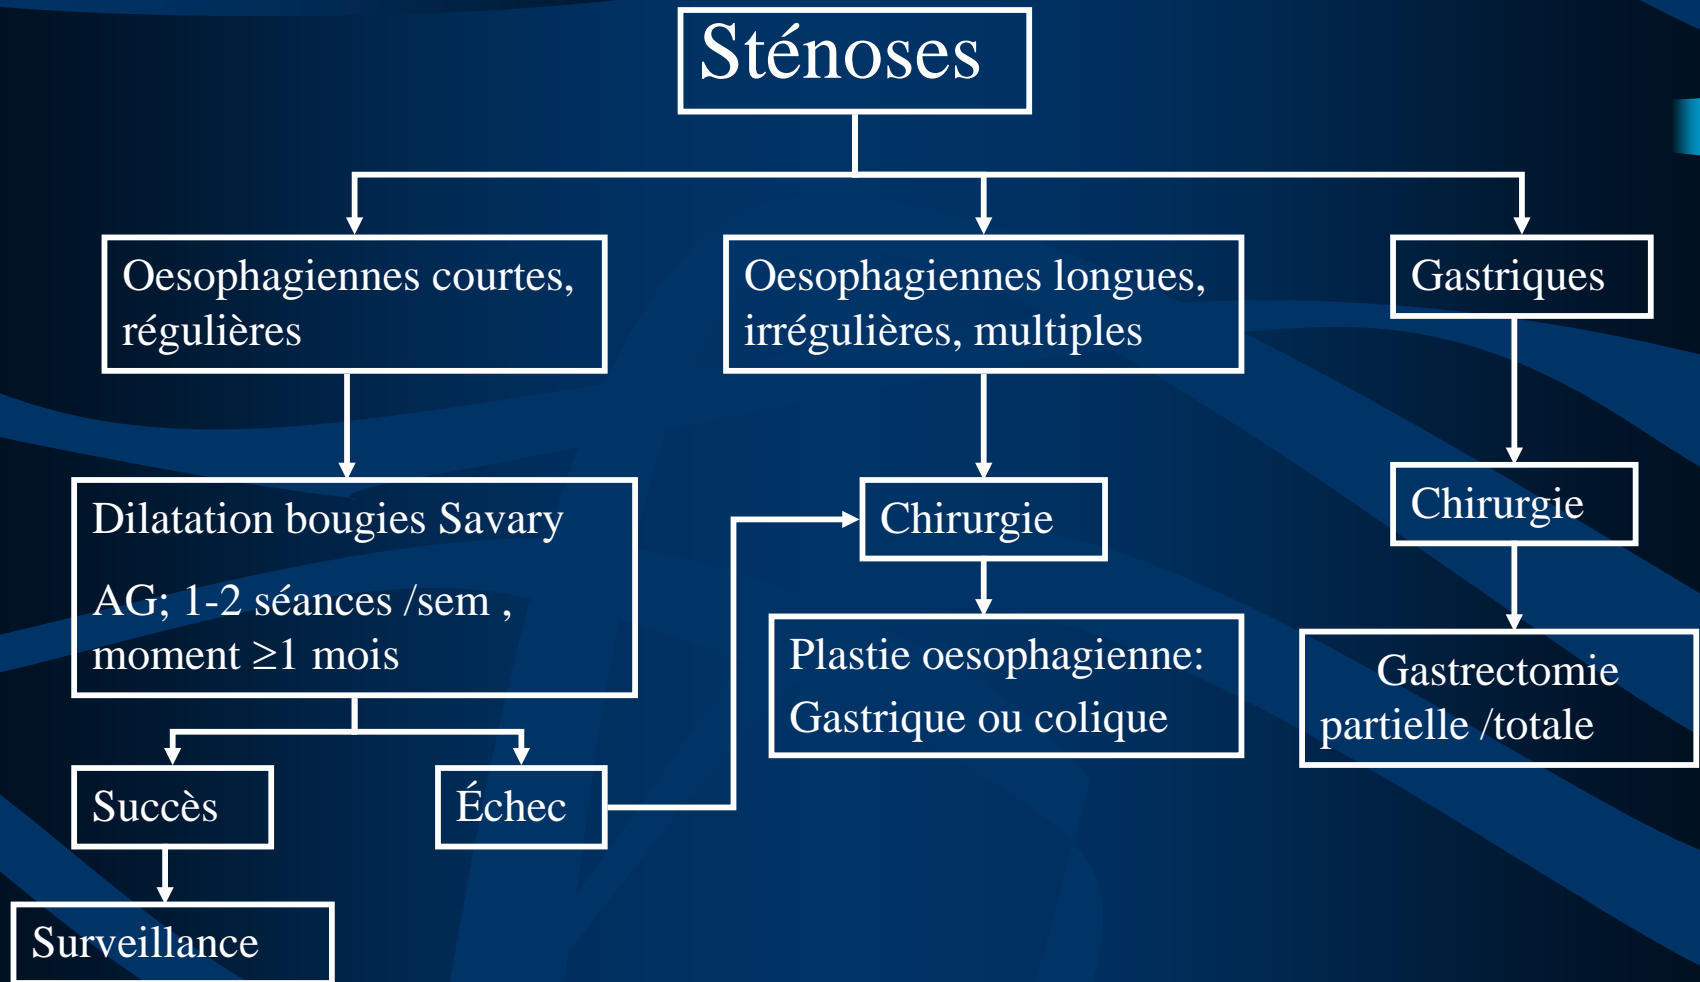 Sténoses
Oesophagiennes courtes,
régulières
Oesophagiennes longues,
irrégulières, multiples
Gastriques
Dilatation bougies Savary
AG; 1-2 séances /sem ,
moment ≥1 mois
Chirurgie
Chirurgie
Plastie oesophagienne:
Gastrique ou colique
Gastrectomie
partielle /totale
Succès
Échec
Surveillance